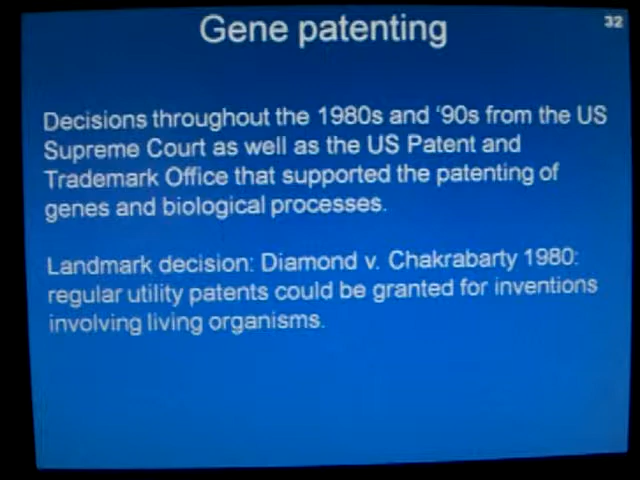 Gene patenting
32
Decisions throughout the 1980s and ‘90s from the US
Supreme Court as well as the US Patent and
Trademark Office that supported the patenting of
genes and biological processes.
Landmark decision: Diamond v. Chakrabarty 1980:
regular utility patents could be granted for inventions
involving living organisms.